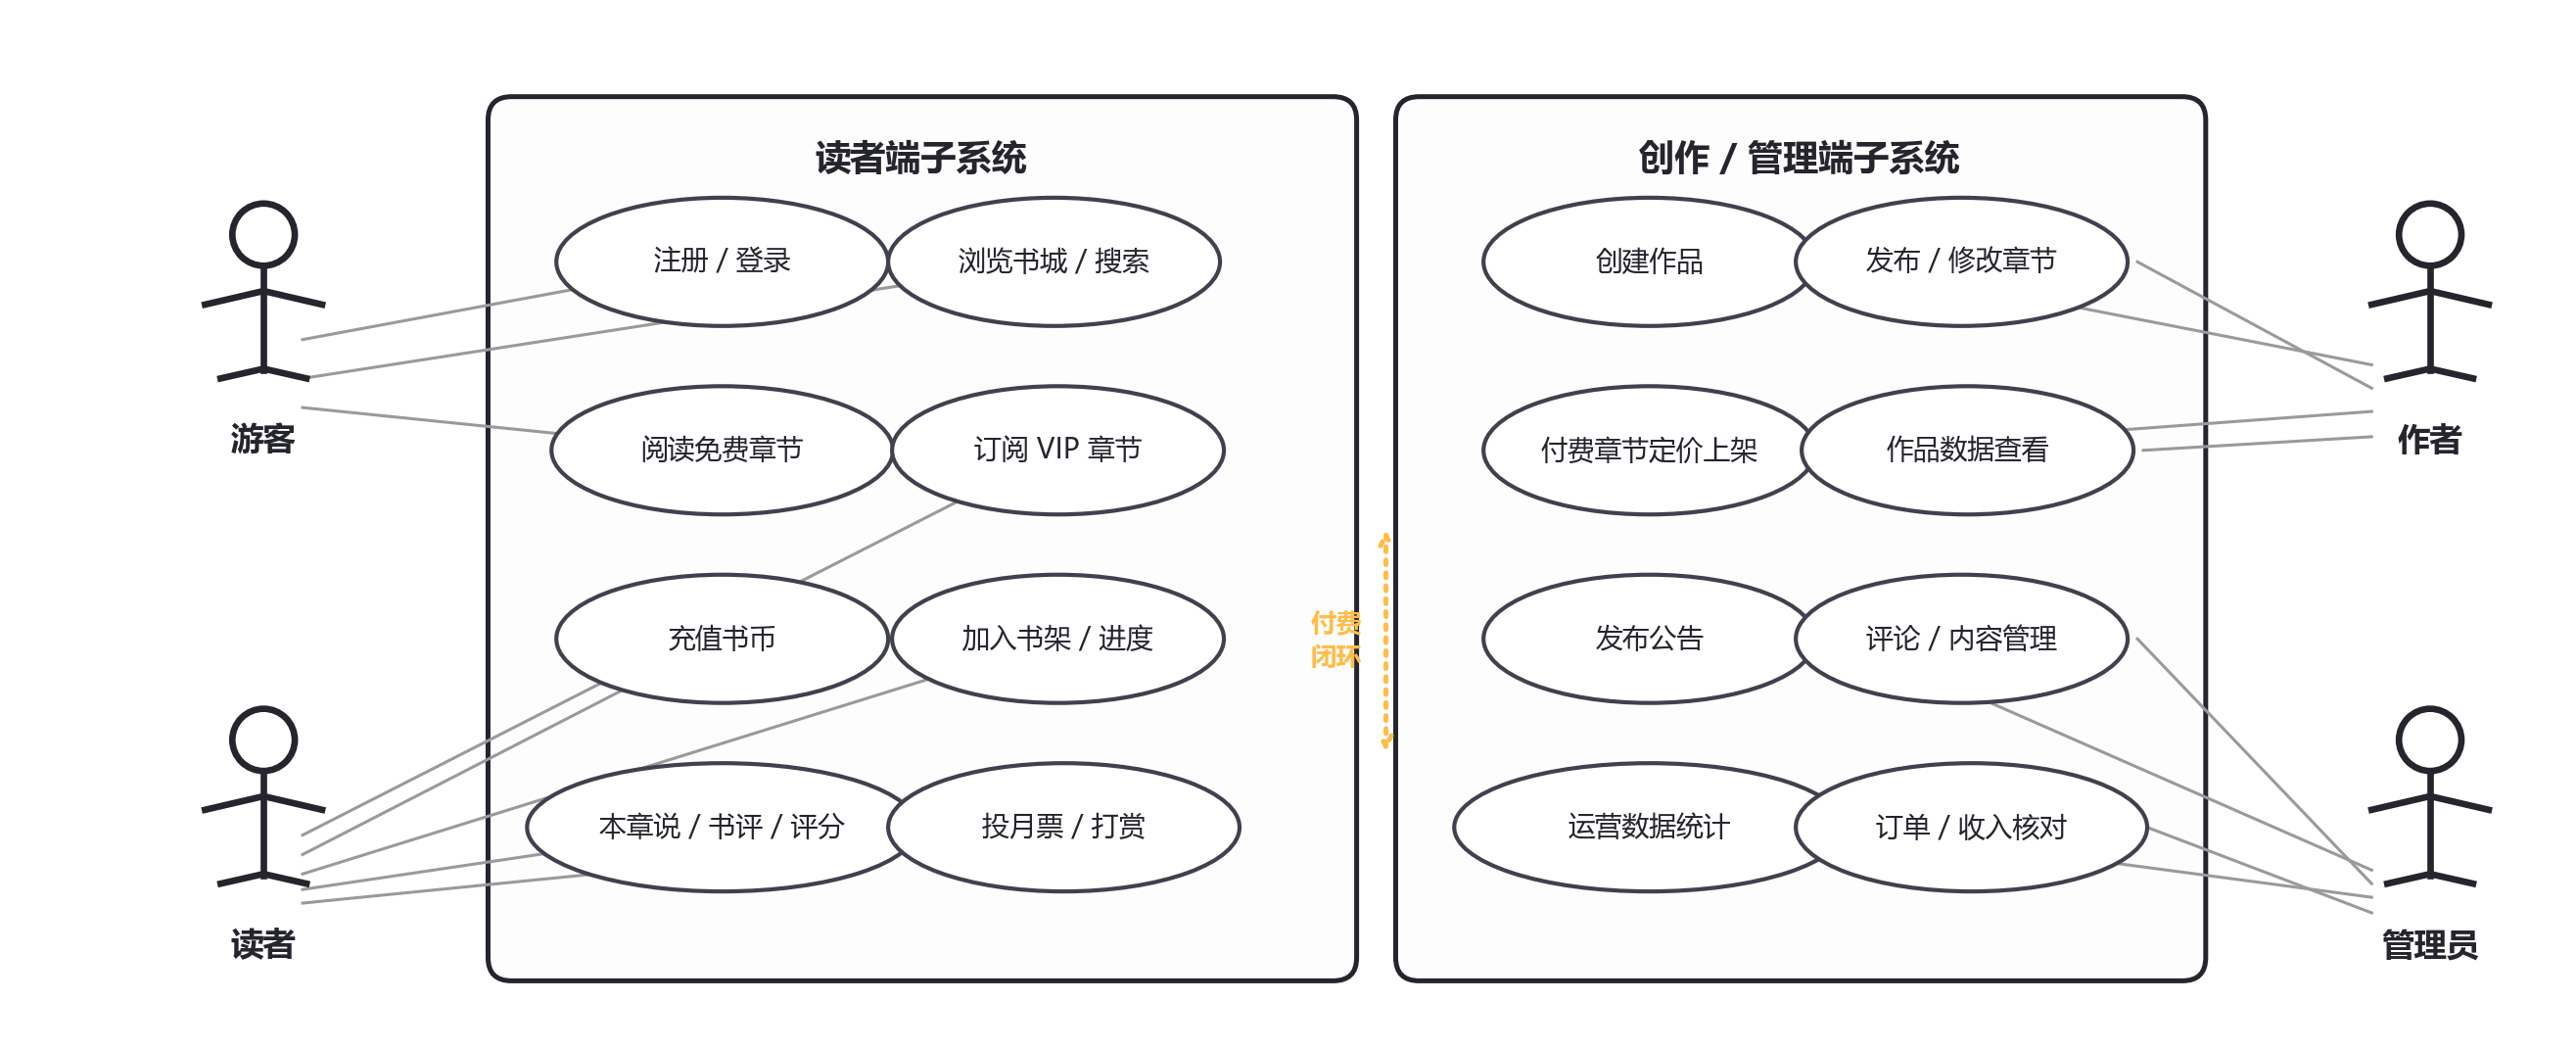 读者端子系统
创作 / 管理端子系统
注册 / 登录
浏览书城 / 搜索
创建作品
发布 / 修改章节
游客
阅读免费章节
订阅 VIP 章节
付费章节定价上架
作品数据查看
作者
付费
闭环
充值书币
加入书架 / 进度
发布公告
评论 / 内容管理
本章说 / 书评 / 评分
投月票 / 打赏
运营数据统计
订单 / 收入核对
读者
管理员